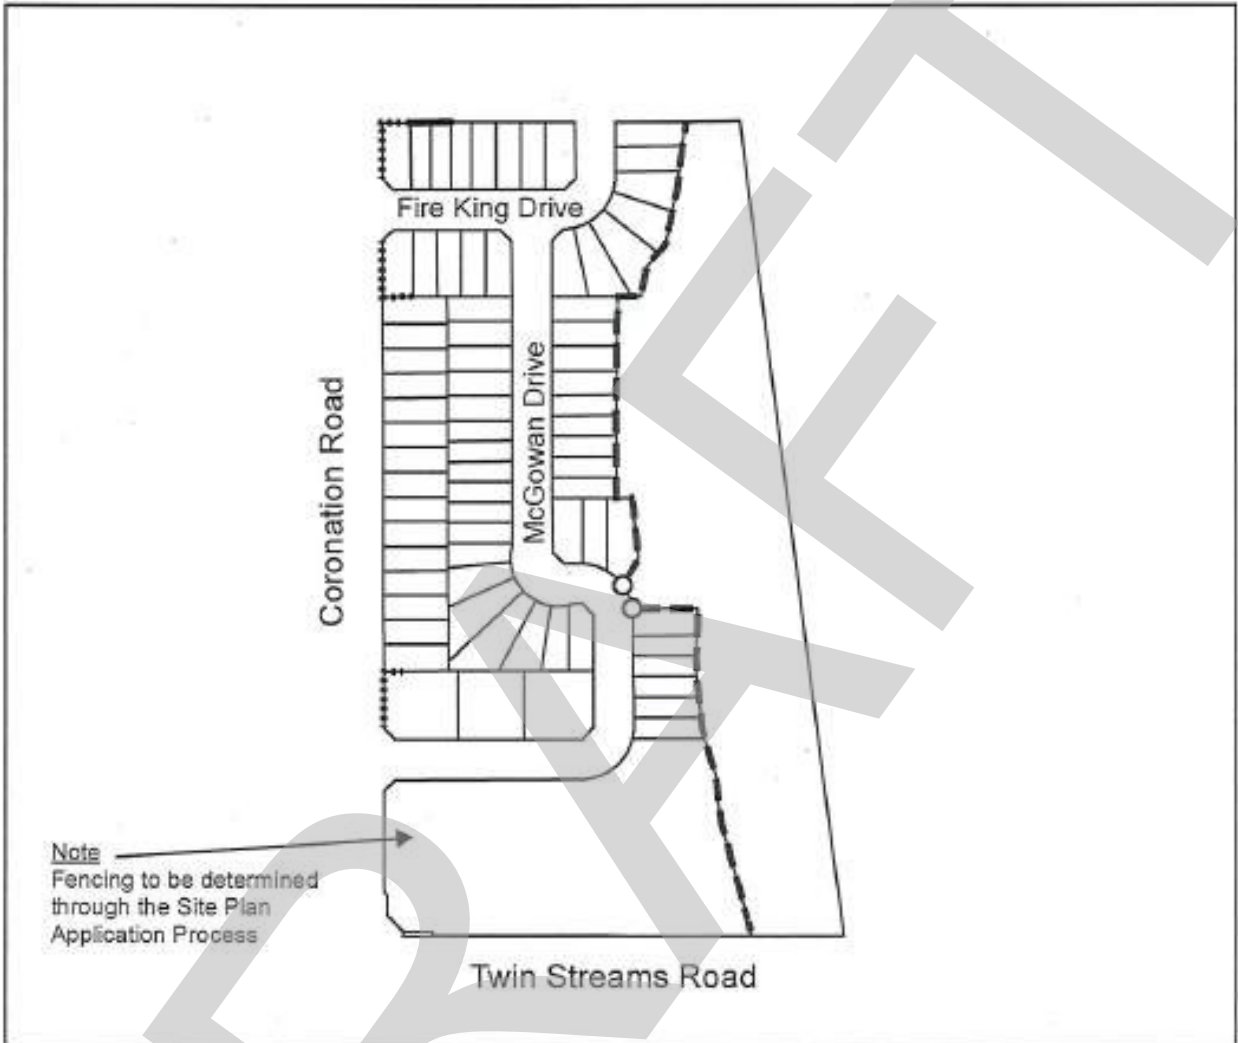 Fire King Drive
McGowan Drive
Coronation Road
Note
Fencing to be determined
through the Site Plan
Application Process
Twin Streams Road
DRAFT